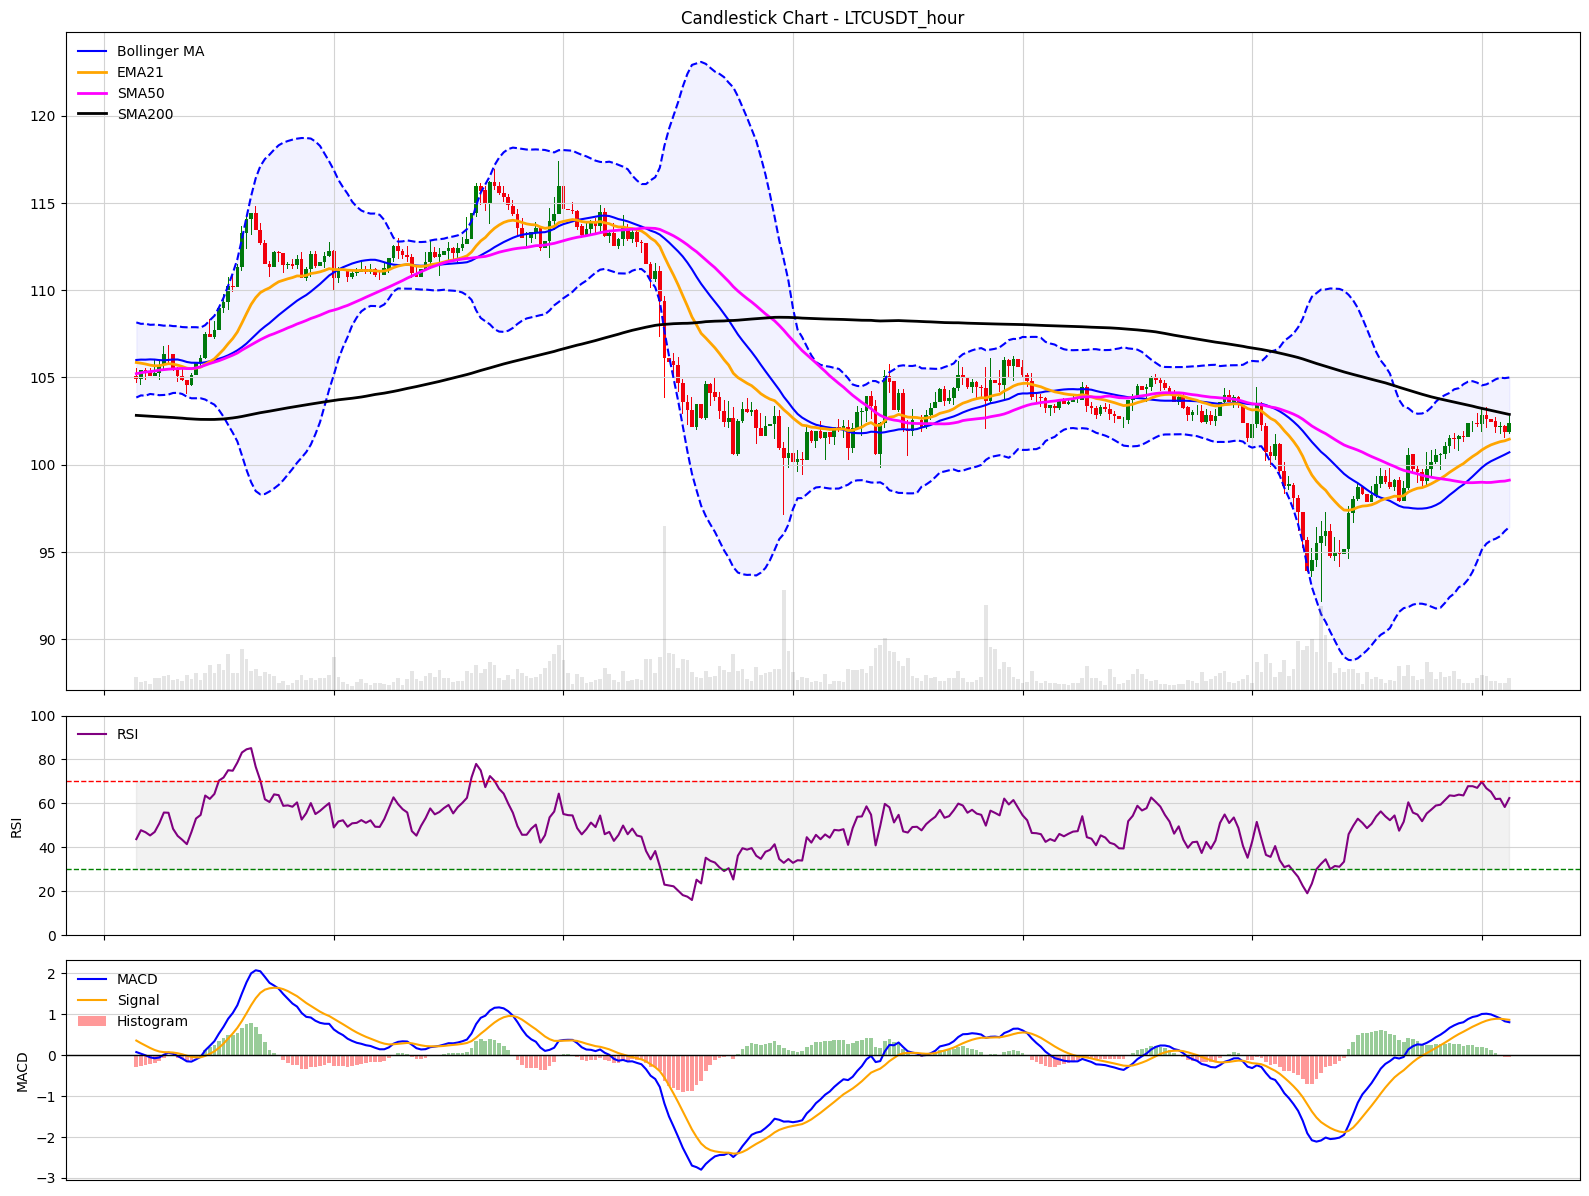 Candlestick Chart - LTCUSDT_hour
Bollinger MA
EMA21
SMA50
SMA200
120
115
110
105
100
95
90
RSI
100
80
60
40
20
0
RSI
MACD
Signal
Histogram
2
1
0
−1
−2
−3
MACD